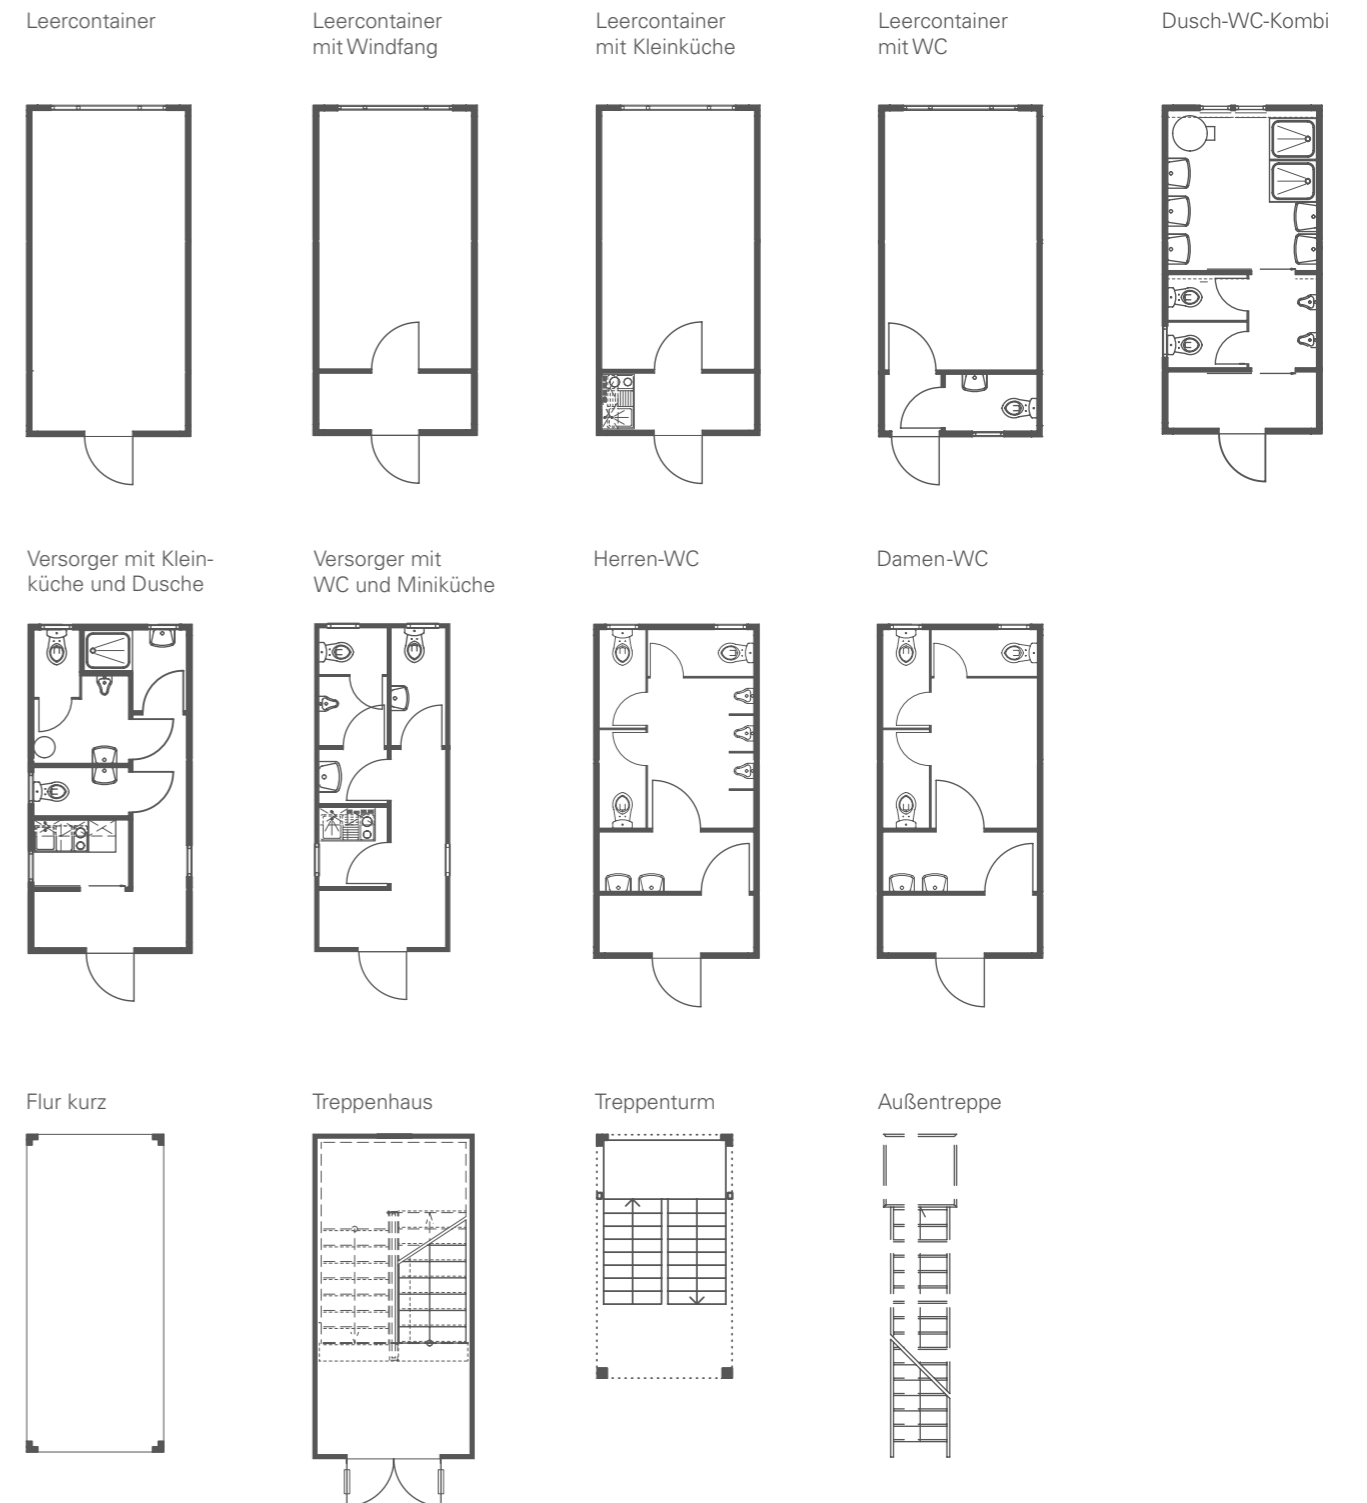 Leercontainer
Leercontainer
mit Windfang
Leercontainer
mit Kleinküche
Leercontainer
mit WC
Dusch-WC-Kombi
Versorger mit Klein-
küche und Dusche
Versorger mit
WC und Miniküche
Herren-WC
Damen-WC
Flur kurz
Treppenhaus
Treppenturm
Außentreppe